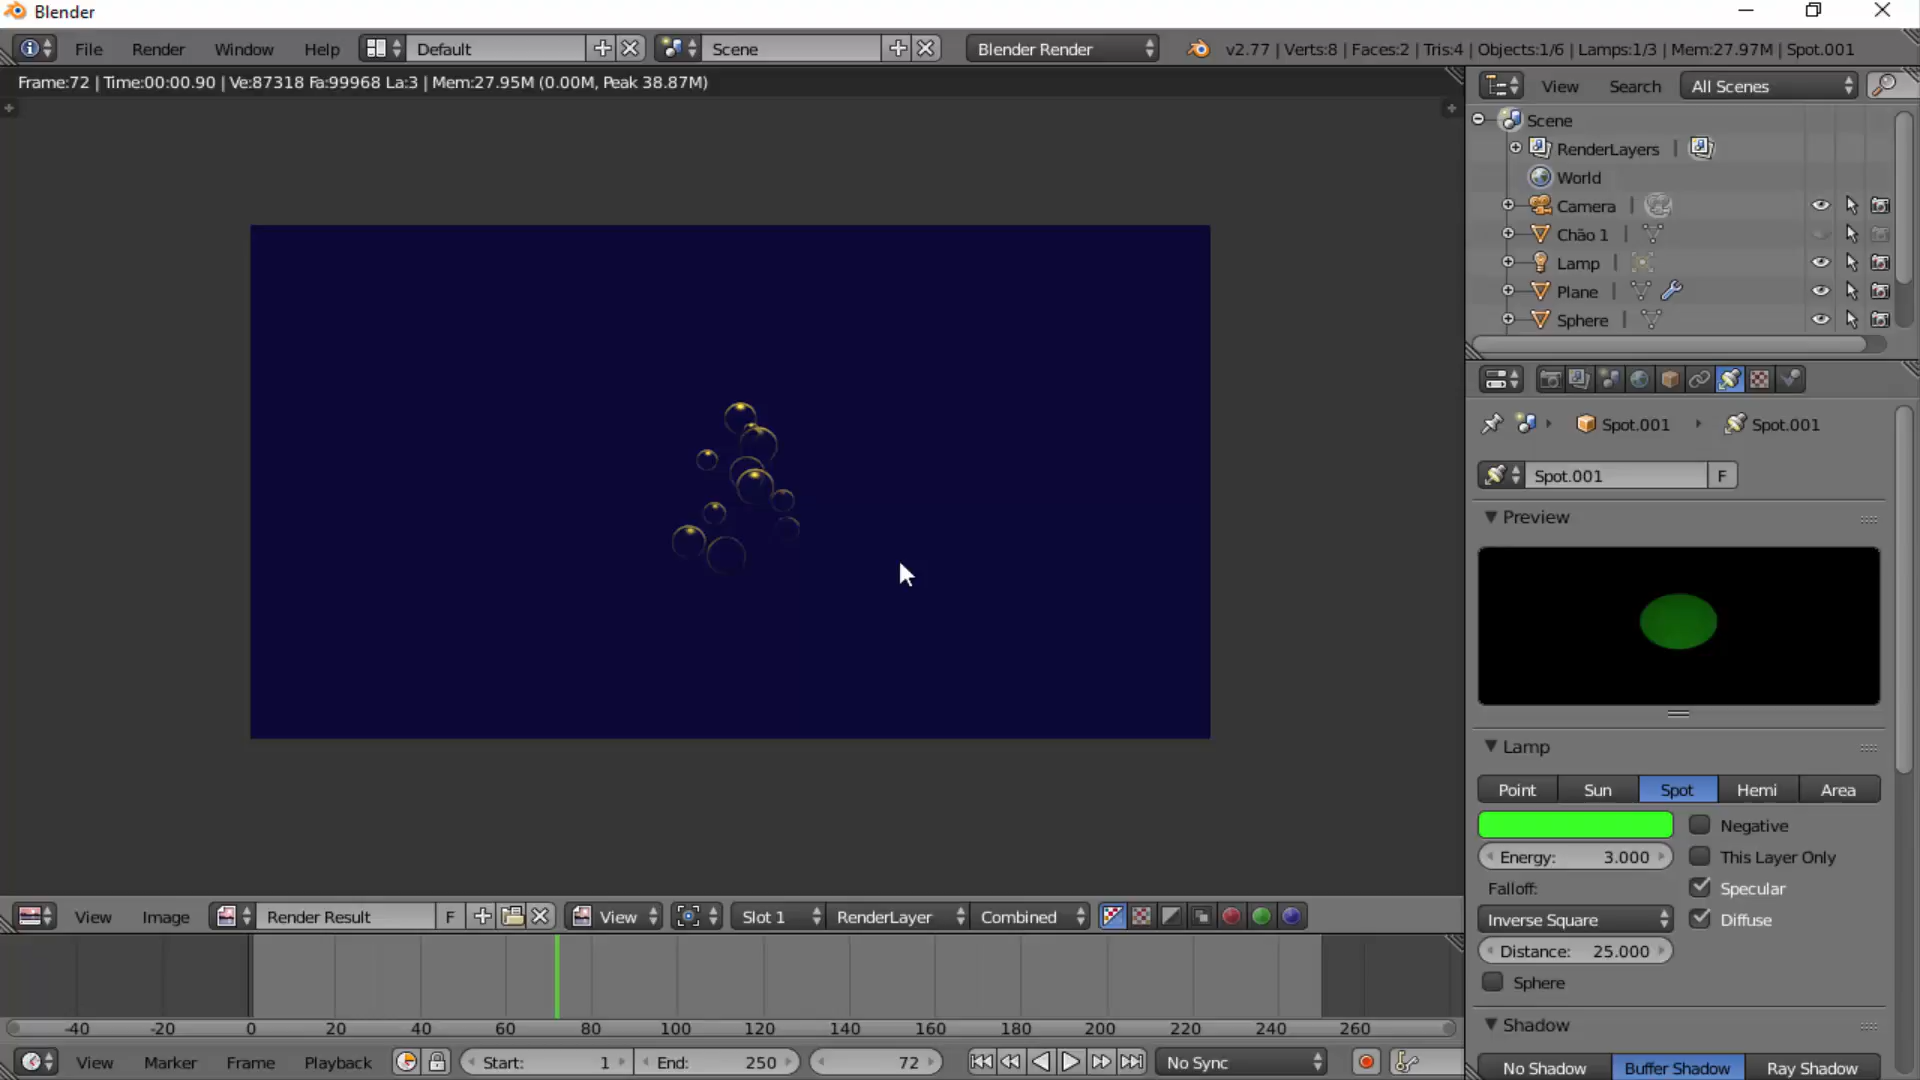 Blender
File Render Window Help Default Scene Blender Render v2.77 | Verts:8 | Faces:2 | Tris:4 | Objects:1/6 | Lamps:1/3 | Mem:27.97M | Spot.001
Frame:72 | Time:00:00.90 | Ve:87318 Fa:99968 La:3 | Mem:27.95M (0.00M, Peak 38.87M)
View Search All Scenes
Scene
RenderLayers
World
Camera
Chão 1
Lamp
Plane
Sphere
Spot.001 Spot.001
Spot.001 F
Preview
Lamp
Point Sun Spot Hemi Area
Negative
Energy: 3.000 This Layer Only
Falloff: Specular
Inverse Square Diffuse
Distance: 25.000
Sphere
Shadow
No Shadow Buffer Shadow Ray Shadow
View Image Render Result F View Slot 1 RenderLayer Combined
-40 -20 0 20 40 60 80 100 120 140 160 180 200 220 240 260
View Marker Frame Playback Start: 1 End: 250 72 No Sync